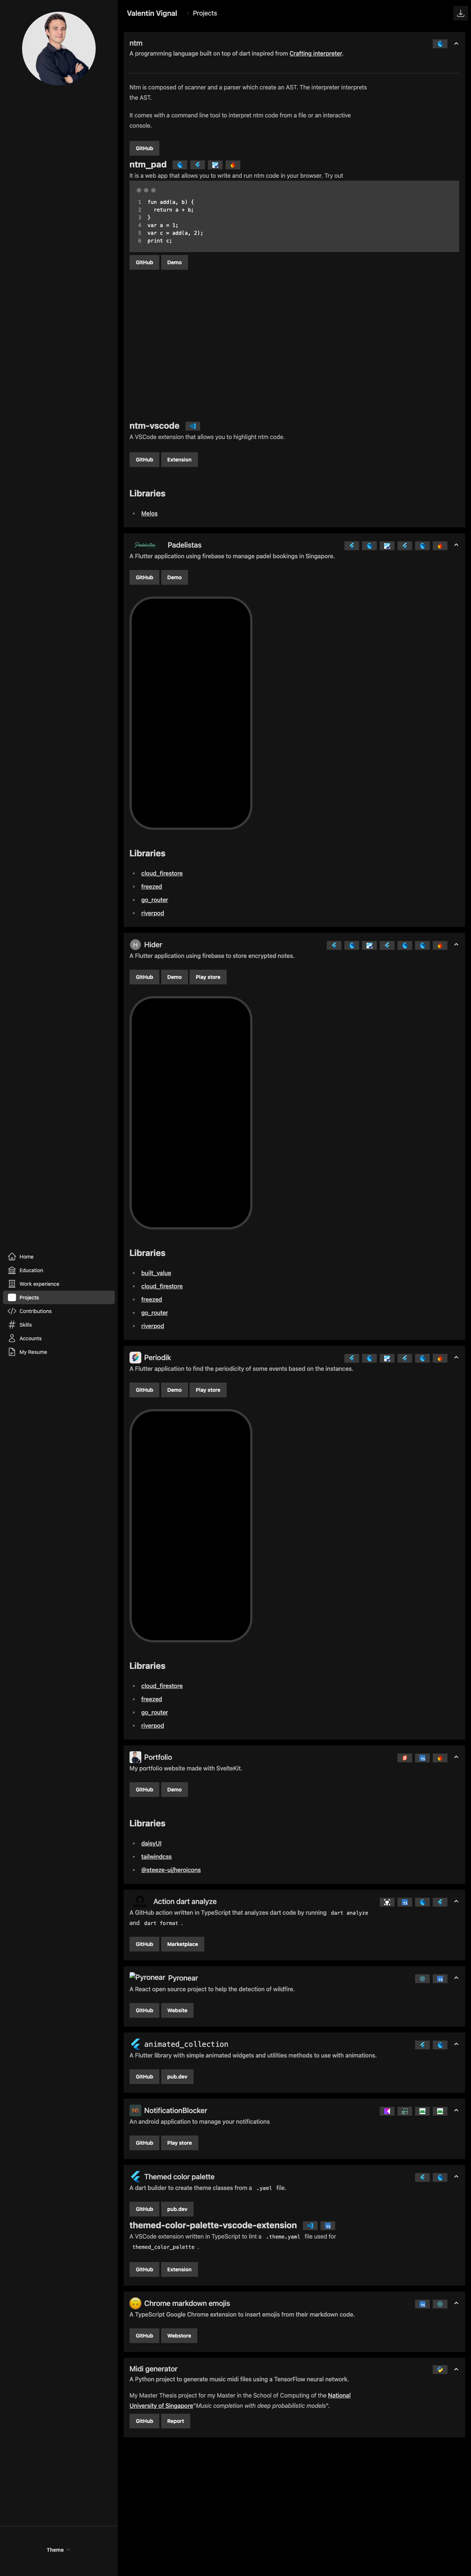 Valentin Vignal
Projects
Home
Education
Work experience
Projects
Contributions
Skills
Accounts
My Resume
Theme
ntm
A programming language built on top of dart inspired from Crafting interpreter.
Ntm is composed of scanner and a parser which create an AST. The interpreter interprets
the AST.
It comes with a command line tool to interpret ntm code from a file or an interactive
console.
GitHub
ntm_pad
It is a web app that allows you to write and run ntm code in your browser. Try out
1 fun add(a, b) {
2 return a + b;
3 }
4 var a = 1;
5 var c = add(a, 2);
6 print c;
GitHub Demo
ntm-vscode
A VSCode extension that allows you to highlight ntm code.
GitHub Extension
Libraries
Melos
Padelistas
A Flutter application using firebase to manage padel bookings in Singapore.
GitHub Demo
Libraries
cloud_firestore
freezed
go_router
riverpod
H Hider
A Flutter application using firebase to store encrypted notes.
GitHub Demo Play store
Libraries
built_value
cloud_firestore
freezed
go_router
riverpod
Periodik
A Flutter application to find the periodicity of some events based on the instances.
GitHub Demo Play store
Libraries
cloud_firestore
freezed
go_router
riverpod
Portfolio
My portfolio website made with SvelteKit.
GitHub Demo
Libraries
daisyUI
tailwindcss
@steeze-ui/heroicons
Action dart analyze
A GitHub action written in TypeScript that analyzes dart code by running dart analyze
and dart format .
GitHub Marketplace
Pyronear Pyronear
A React open source project to help the detection of wildfire.
GitHub Website
animated_collection
A Flutter library with simple animated widgets and utilities methods to use with animations.
GitHub pub.dev
NotificationBlocker
An android application to manage your notifications
GitHub Play store
Themed color palette
A dart builder to create theme classes from a .yaml file.
GitHub pub.dev
themed-color-palette-vscode-extension
A VSCode extension written in TypeScript to lint a .theme.yaml file used for
themed_color_palette .
GitHub Extension
Chrome markdown emojis
A TypeScript Google Chrome extension to insert emojis from their markdown code.
GitHub Webstore
Midi generator
A Python project to generate music midi files using a TensorFlow neural network.
My Master Thesis project for my Master in the School of Computing of the National
University of Singapore"Music completion with deep probabilistic models".
GitHub Report